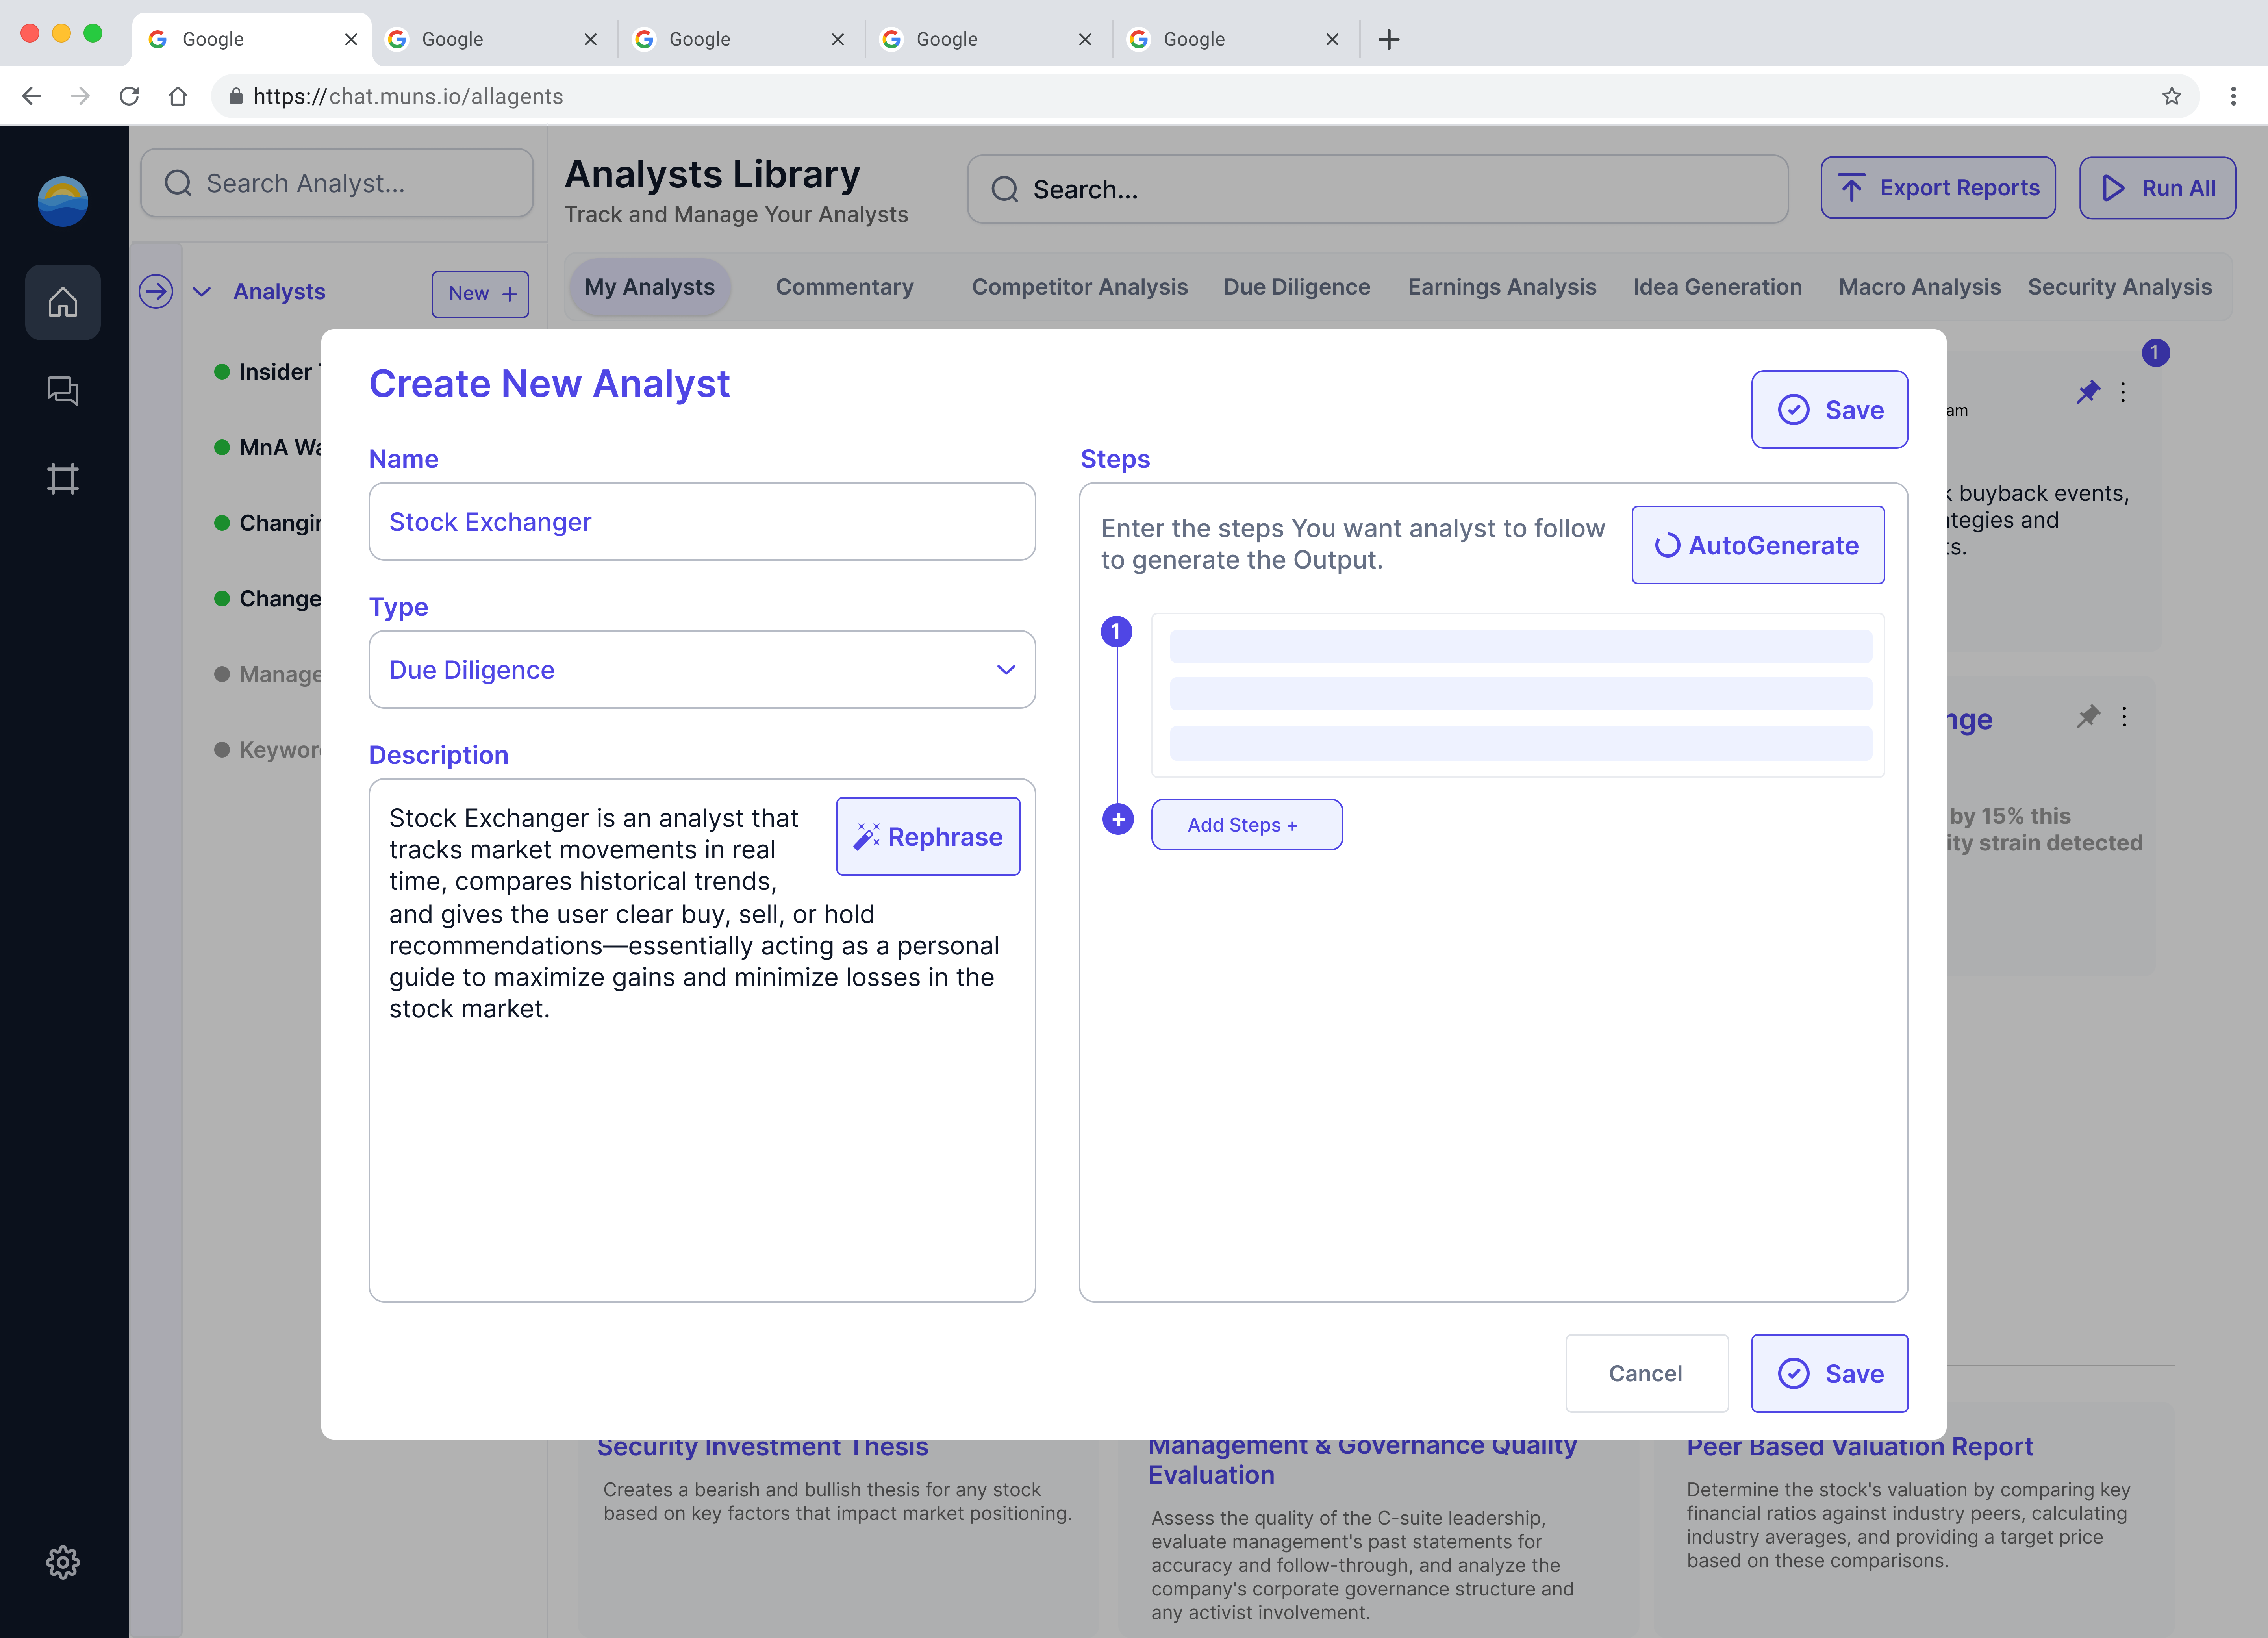 Google
Google
Google
Google
Google
https://chat.muns.io/allagents
Search Analyst...
Analysts Library
Track and Manage Your Analysts
Search...
Export Reports
Run All
Analysts
New +
My Analysts
Commentary
Competitor Analysis
Due Diligence
Earnings Analysis
Idea Generation
Macro Analysis
Security Analysis
Insider
MnA
1
am
k buyback events,
ategies and
ts.
nge
by 15% this
ity strain detected
Create New Analyst
Save
Name
Stock Exchanger
Type
Due Diligence
Description
Stock Exchanger is an analyst that
tracks market movements in real
time, compares historical trends,
and gives the user clear buy, sell, or hold
recommendations—essentially acting as a personal
guide to maximize gains and minimize losses in the
stock market.
Rephrase
Steps
Enter the steps You want analyst to follow
to generate the Output.
AutoGenerate
1
Add Steps +
Cancel
Save
Change
Manage
Security Investment Thesis
Creates a bearish and bullish thesis for any stock
based on key factors that impact market positioning.
Management & Governance Quality
Evaluation
Assess the quality of the C-suite leadership,
evaluate management's past statements for
accuracy and follow-through, and analyze the
company's corporate governance structure and
any activist involvement.
Peer Based Valuation Report
Determine the stock's valuation by comparing key
financial ratios against industry peers, calculating
industry averages, and providing a target price
based on these comparisons.